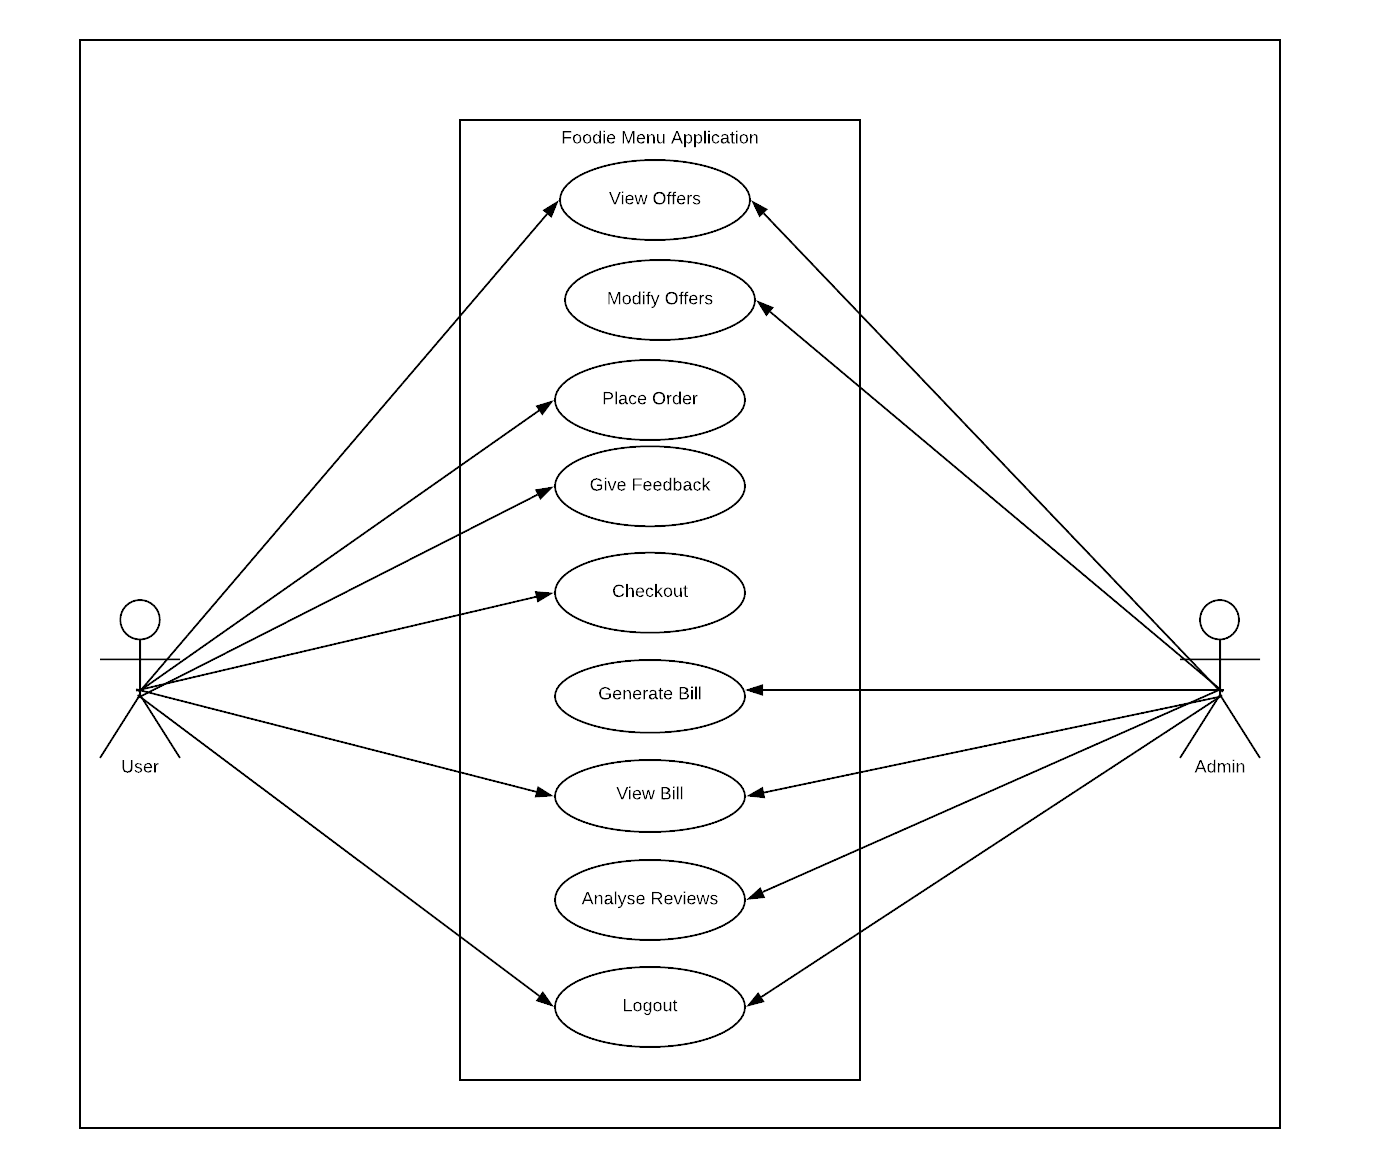 Foodie Menu Application
View Offers
Modify Offers
Place Order
Give Feedback
Checkout
Generate Bill
User
Admin
View Bill
Analyse Reviews
Logout